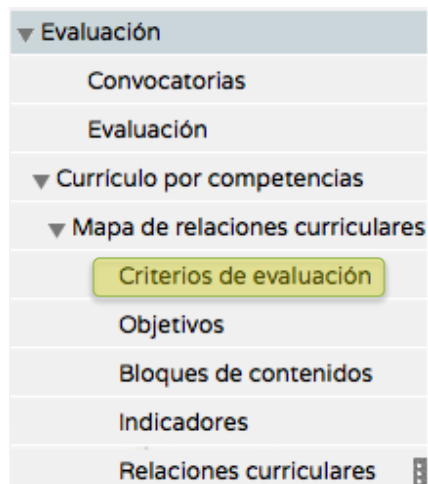 Evaluación
Convocatorias
Evaluación
Currículo por competencias
Mapa de relaciones curriculares
Criterios de evaluación
Objetivos
Bloques de contenidos
Indicadores
Relaciones curriculares